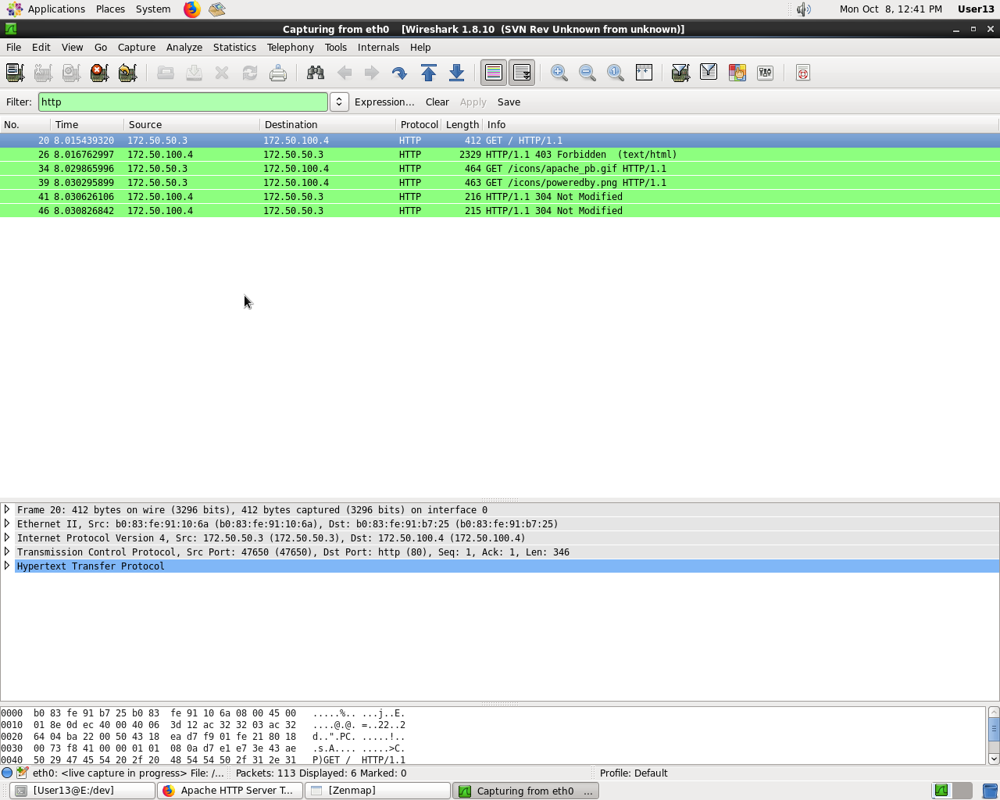 Applications Places System Mon Oct 8, 12:41 PM User13
Capturing from eth0 [Wireshark 1.8.10 (SVN Rev Unknown from unknown)]
File Edit View Go Capture Analyze Statistics Telephony Tools Internals Help
Filter: http Expression... Clear Apply Save
No. Time Source Destination Protocol Length Info
20 8.015439320 172.50.50.3 172.50.100.4 HTTP 412 GET / HTTP/1.1
26 8.016762997 172.50.100.4 172.50.50.3 HTTP 2329 HTTP/1.1 403 Forbidden (text/html)
34 8.029865996 172.50.50.3 172.50.100.4 HTTP 464 GET /icons/apache_pb.gif HTTP/1.1
39 8.030295899 172.50.50.3 172.50.100.4 HTTP 463 GET /icons/poweredby.png HTTP/1.1
41 8.030626106 172.50.100.4 172.50.50.3 HTTP 216 HTTP/1.1 304 Not Modified
46 8.030826842 172.50.100.4 172.50.50.3 HTTP 215 HTTP/1.1 304 Not Modified
Frame 20: 412 bytes on wire (3296 bits), 412 bytes captured (3296 bits) on interface 0
Ethernet II, Src: b0:83:fe:91:10:6a (b0:83:fe:91:10:6a), Dst: b0:83:fe:91:b7:25 (b0:83:fe:91:b7:25)
Internet Protocol Version 4, Src: 172.50.50.3 (172.50.50.3), Dst: 172.50.100.4 (172.50.100.4)
Transmission Control Protocol, Src Port: 47650 (47650), Dst Port: http (80), Seq: 1, Ack: 1, Len: 346
Hypertext Transfer Protocol
0000 b0 83 fe 91 b7 25 b0 83 fe 91 10 6a 08 00 45 00 .....%.. ...j..E.
0010 01 8e 0d ec 40 00 40 06 3d 12 ac 32 32 03 ac 32 ....@.@. =..22..2
0020 64 04 ba 22 00 50 43 18 ea d7 f9 01 fe 21 80 18 d..".PC. .....!..
0030 00 73 f8 41 00 00 01 01 08 0a d7 e1 e7 3e 43 ae .s.A.... .....>C.
0040 50 29 47 45 54 20 2f 20 48 54 54 50 2f 31 2e 31 P)GET / HTTP/1.1
eth0: <live capture in progress> File: /... Packets: 113 Displayed: 6 Marked: 0 Profile: Default
[User13@E:/dev] Apache HTTP Server T... [Zenmap] Capturing from eth0 ...